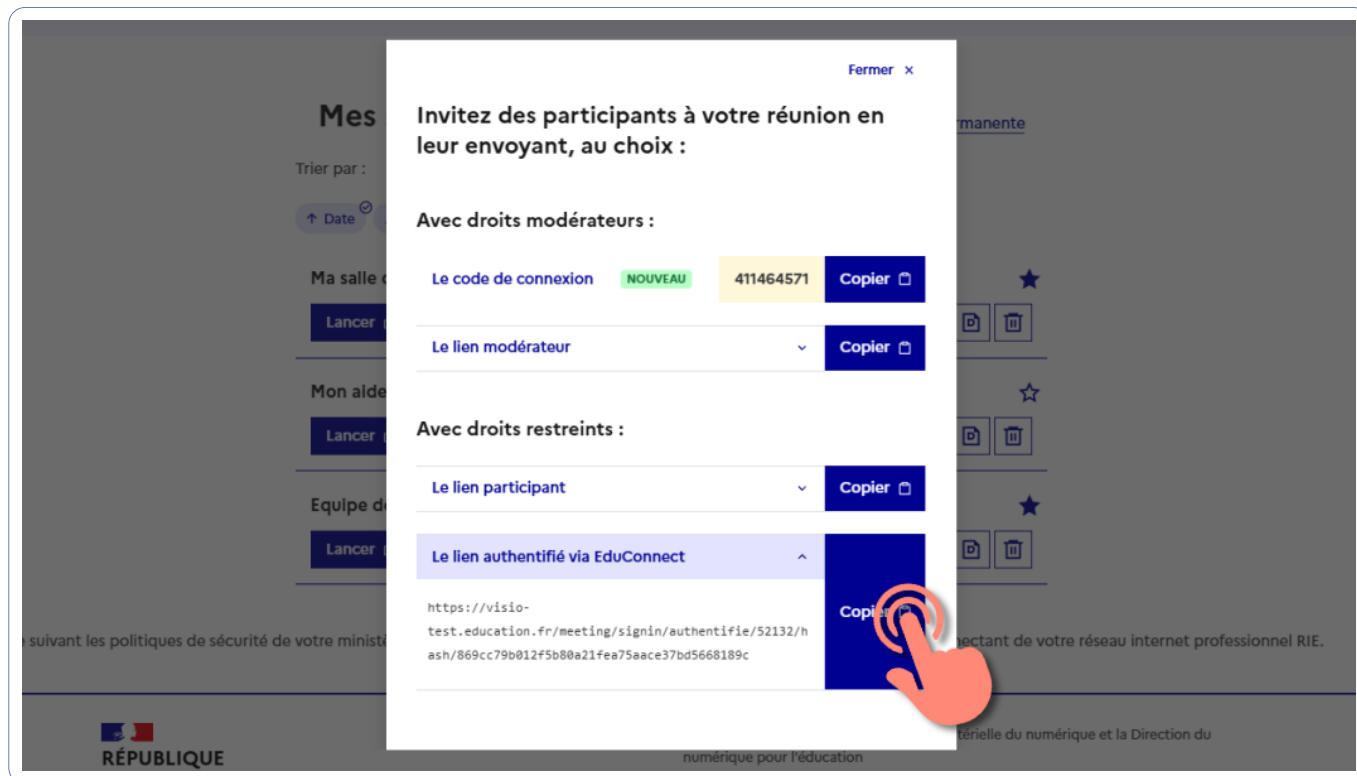 Fermer ×
Invitez des participants à votre réunion en
leur envoyant, au choix :
Mes
rmanente
Trier par :
↑ Date
Avec droits modérateurs :
Ma salle
Le code de connexion NOUVEAU 411464571 Copier
Lancer
Le lien modérateur Copier
Mon aide
Lancer
Avec droits restreints :
Le lien participant Copier
Equipe de
Lancer
Le lien authentifié via EduConnect
https://visio-
test.education.fr/meeting/signin/authentifie/52132/h
ash/869cc79b012f5b80a21fea75aace37bd5668189c
Copier
suivant les politiques de sécurité de votre ministè
nectant de votre réseau internet professionnel RIE.
RÉPUBLIQUE
térielle du numérique et la Direction du
numérique pour l'éducation